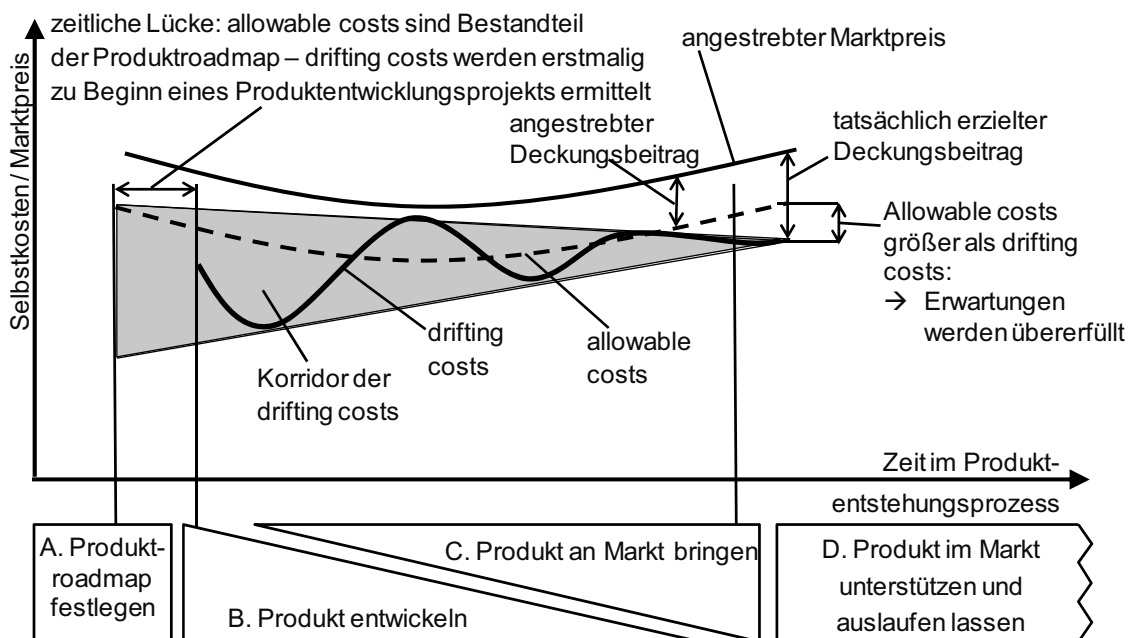 zeitliche Lücke: allowable costs sind Bestandteil
der Produktroadmap – drifting costs werden erstmalig
zu Beginn eines Produktentwicklungsprojekts ermittelt
angestrebter Marktpreis
angestrebter
Deckungsbeitrag
tatsächlich erzielter
Deckungsbeitrag
Allowable costs
größer als drifting
costs:
→ Erwartungen
werden übererfüllt
Selbstkosten / Marktpreis
drifting
costs
allowable
costs
Korridor der
drifting costs
Zeit im Produkt-
entstehungsprozess
A. Produkt-
roadmap
festlegen
B. Produkt entwickeln
C. Produkt an Markt bringen
D. Produkt im Markt
unterstützen und
auslaufen lassen